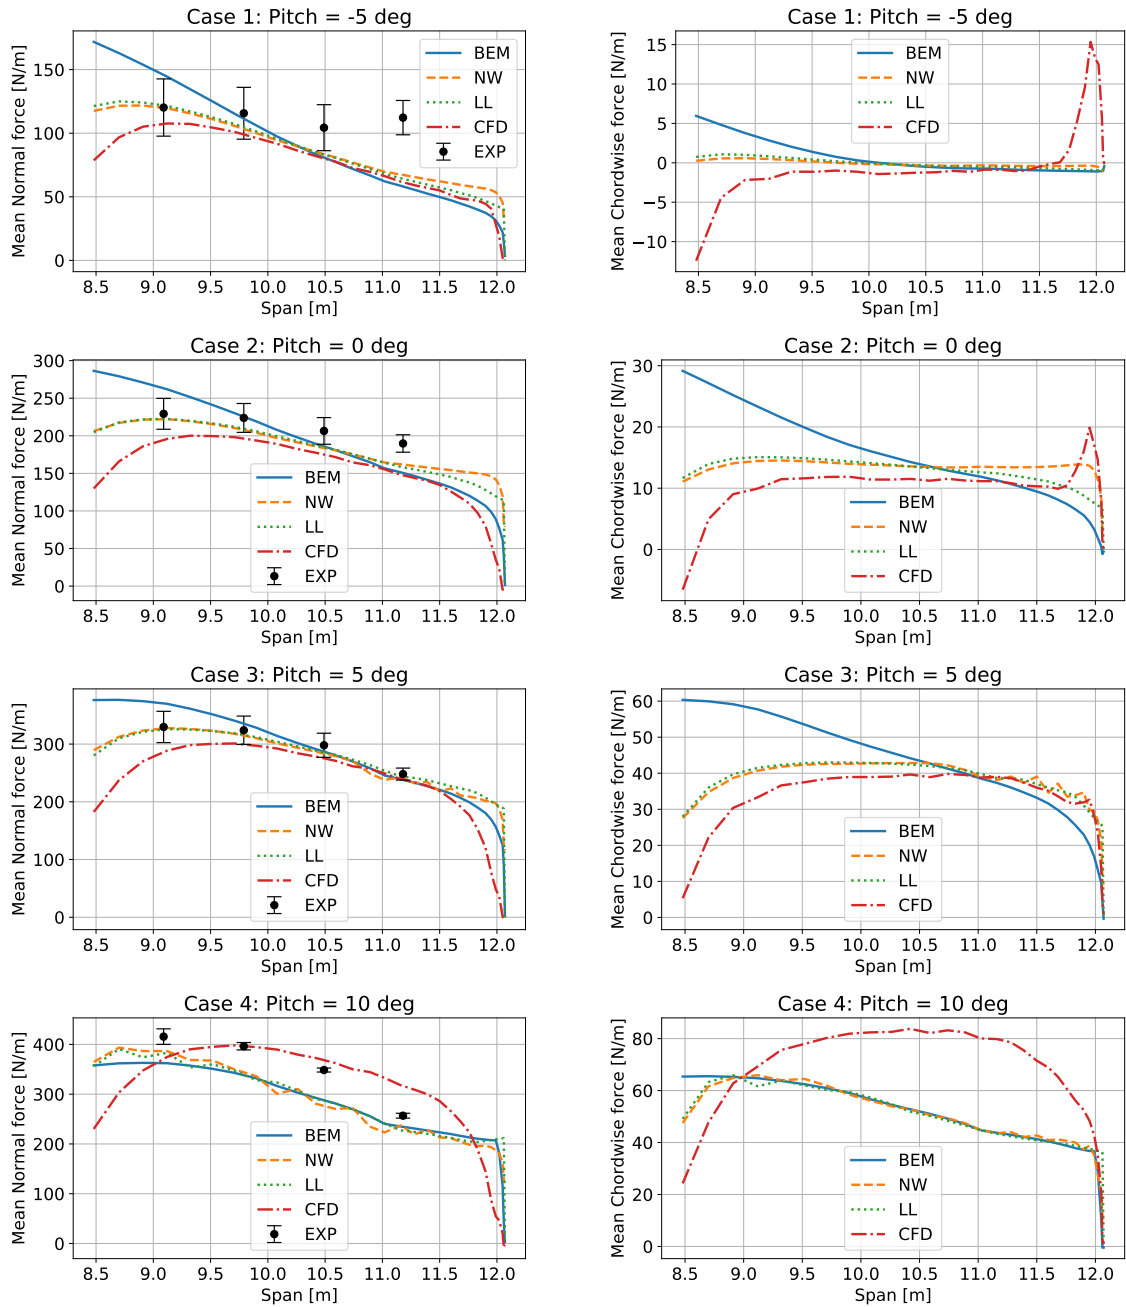 Case 1: Pitch = -5 deg
Mean Normal force [N/m]
150
100
50
0
BEM
NW
LL
CFD
EXP
8.5 9.0 9.5 10.0 10.5 11.0 11.5 12.0
Span [m]
Case 1: Pitch = -5 deg
Mean Chordwise force [N/m]
15
10
5
0
−5
−10
BEM
NW
LL
CFD
8.5 9.0 9.5 10.0 10.5 11.0 11.5 12.0
Span [m]
Case 2: Pitch = 0 deg
Mean Normal force [N/m]
300
250
200
150
100
50
0
BEM
NW
LL
CFD
EXP
8.5 9.0 9.5 10.0 10.5 11.0 11.5 12.0
Span [m]
Case 2: Pitch = 0 deg
Mean Chordwise force [N/m]
30
20
10
0
BEM
NW
LL
CFD
8.5 9.0 9.5 10.0 10.5 11.0 11.5 12.0
Span [m]
Case 3: Pitch = 5 deg
Mean Normal force [N/m]
300
200
100
0
BEM
NW
LL
CFD
EXP
8.5 9.0 9.5 10.0 10.5 11.0 11.5 12.0
Span [m]
Case 3: Pitch = 5 deg
Mean Chordwise force [N/m]
60
50
40
30
20
10
0
BEM
NW
LL
CFD
8.5 9.0 9.5 10.0 10.5 11.0 11.5 12.0
Span [m]
Case 4: Pitch = 10 deg
Mean Normal force [N/m]
400
300
200
100
0
BEM
NW
LL
CFD
EXP
8.5 9.0 9.5 10.0 10.5 11.0 11.5 12.0
Span [m]
Case 4: Pitch = 10 deg
Mean Chordwise force [N/m]
80
60
40
20
0
BEM
NW
LL
CFD
8.5 9.0 9.5 10.0 10.5 11.0 11.5 12.0
Span [m]